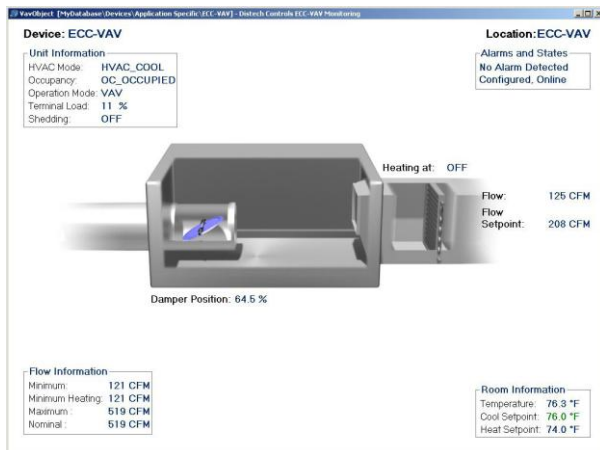 VavObject [MyDatabase\Devices\Application Specific\ECC-VAV] - Distech Controls ECC-VAV Monitoring
Device: ECC-VAV
Location:ECC-VAV
Unit Information
HVAC Mode: HVAC_COOL
Occupancy: OC_OCCUPIED
Operation Mode: VAV
Terminal Load: 11 %
Shedding: OFF
Alarms and States
No Alarm Detected
Configured, Online
Heating at: OFF
Flow: 125 CFM
Flow
Setpoint: 208 CFM
Damper Position: 64.5 %
Flow Information
Minimum: 121 CFM
Minimum Heating: 121 CFM
Maximum : 519 CFM
Nominal : 519 CFM
Room Information
Temperature: 76.3 °F
Cool Setpoint: 76.0 °F
Heat Setpoint: 74.0 °F